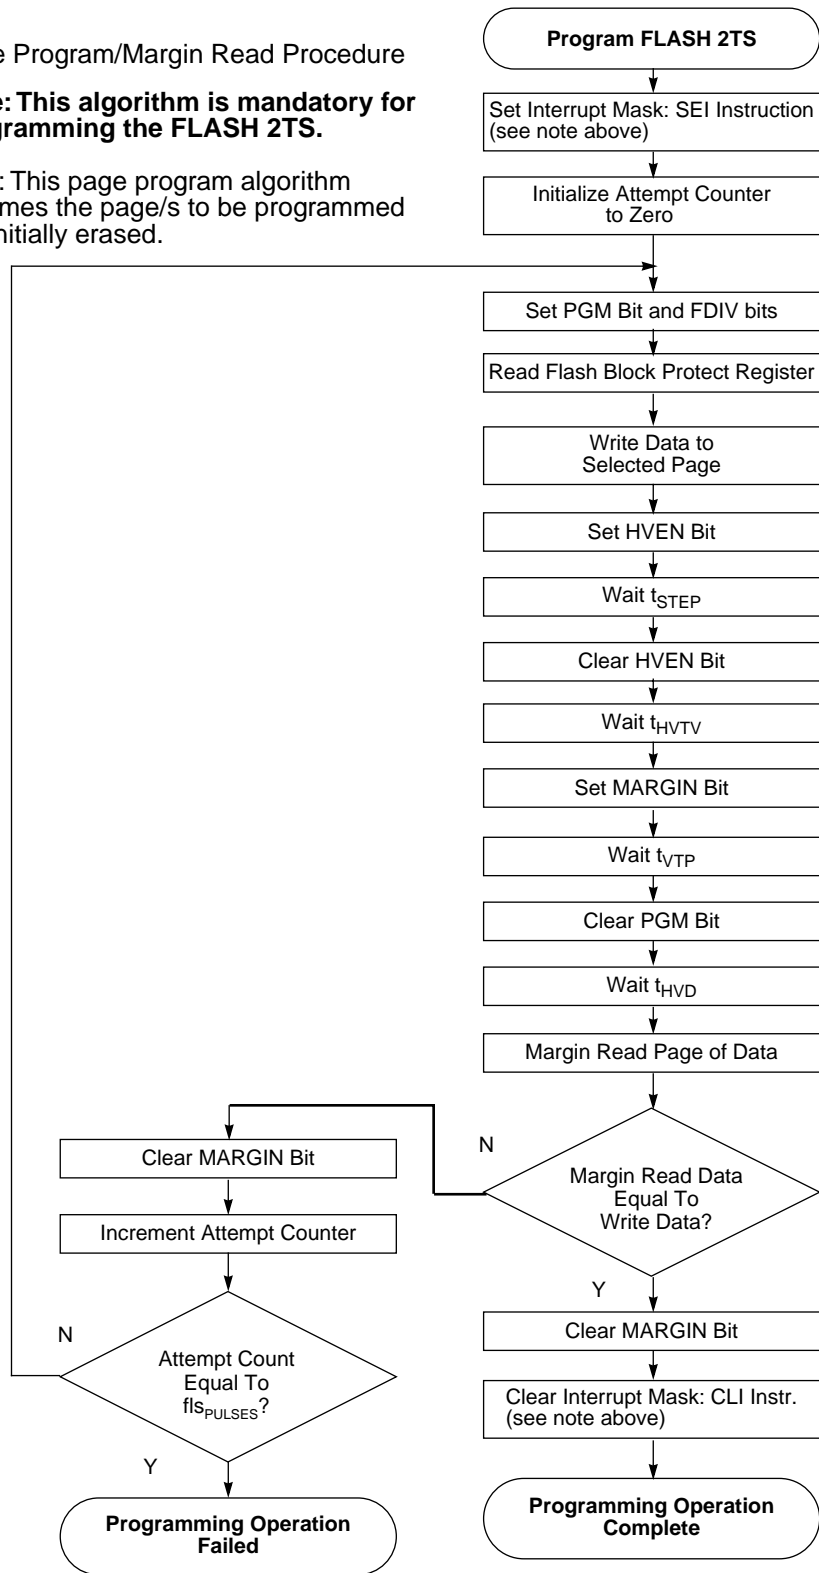 Program/Margin Read Procedure
This algorithm is mandatory for
the FLASH 2TS.
This page program algorithm
the page/s to be programmed
erased.
Program FLASH 2TS
Set Interrupt Mask: SEI Instruction
(see note above)
Initialize Attempt Counter
to Zero
Set PGM Bit and FDIV bits
Read Flash Block Protect Register
Write Data to
Selected Page
Set HVEN Bit
Wait tSTEP
Clear HVEN Bit
Wait tHVTV
Set MARGIN Bit
Wait tVTP
Clear PGM Bit
Wait tHVD
Margin Read Page of Data
Margin Read Data
Equal To
Write Data?
N
Clear MARGIN Bit
Increment Attempt Counter
Attempt Count
Equal To
flsPULSES?
N
Y
Programming Operation
Failed
Y
Clear MARGIN Bit
Clear Interrupt Mask: CLI Instr.
(see note above)
Programming Operation
Complete